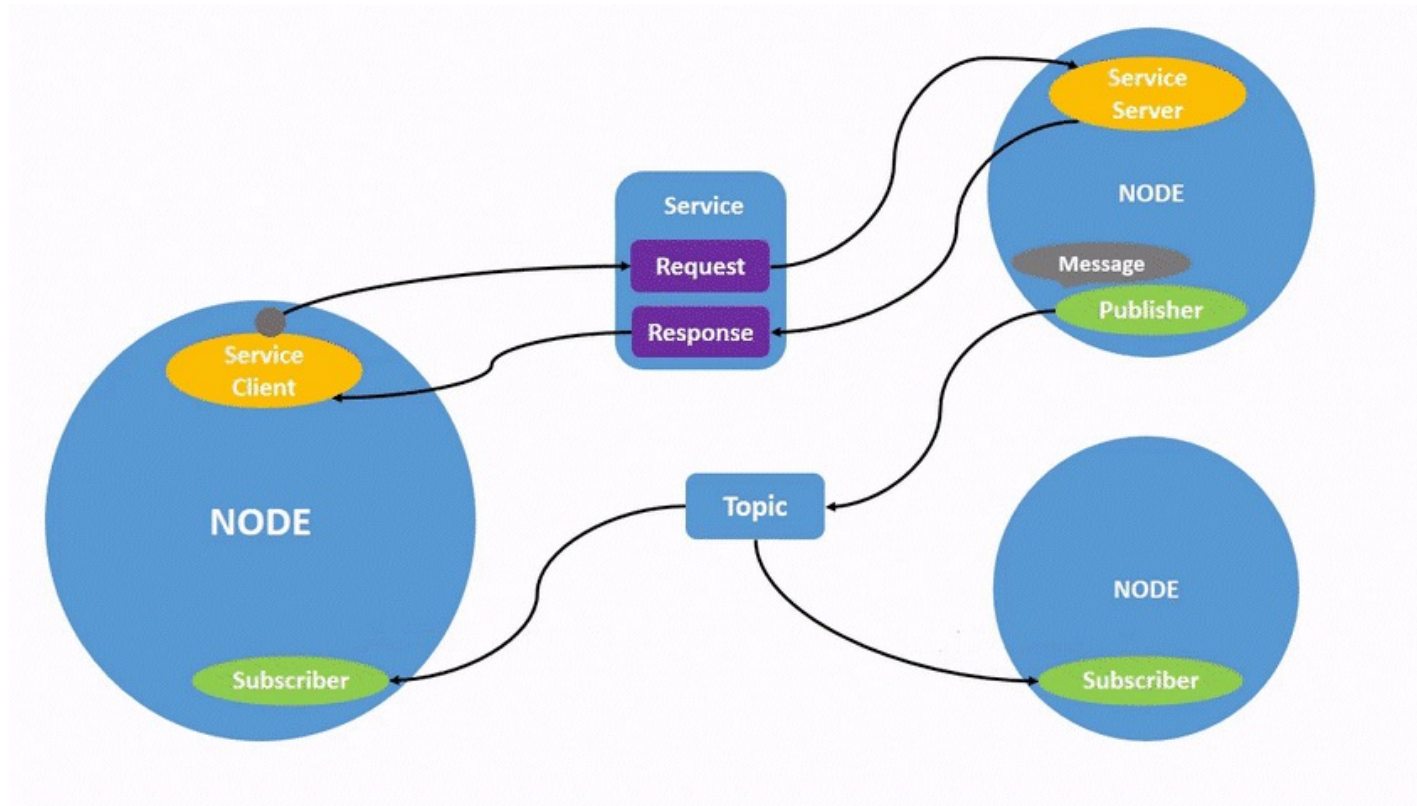 Service
Server
NODE
Service
Request
Message
Publisher
Response
Service
Client
Topic
NODE
NODE
Subscriber
Subscriber